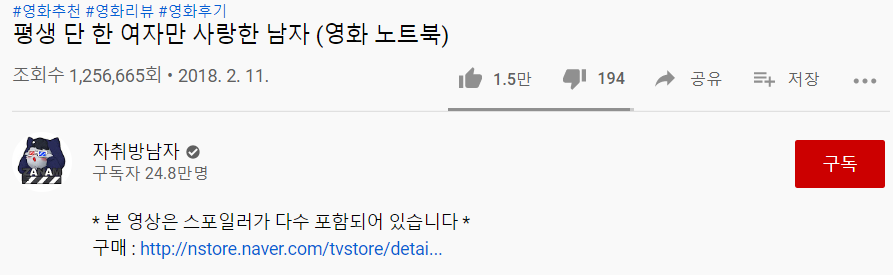 #영화추천 #영화리뷰 #영화후기
평생 단 한 여자만 사랑한 남자 (영화 노트북)
조회수 1,256,665회 • 2018. 2. 11.
1.5만 194 공유 저장
자취방남자
구독자 24.8만명
구독
* 본 영상은 스포일러가 다수 포함되어 있습니다 *
구매 : http://nstore.naver.com/tvstore/detai...